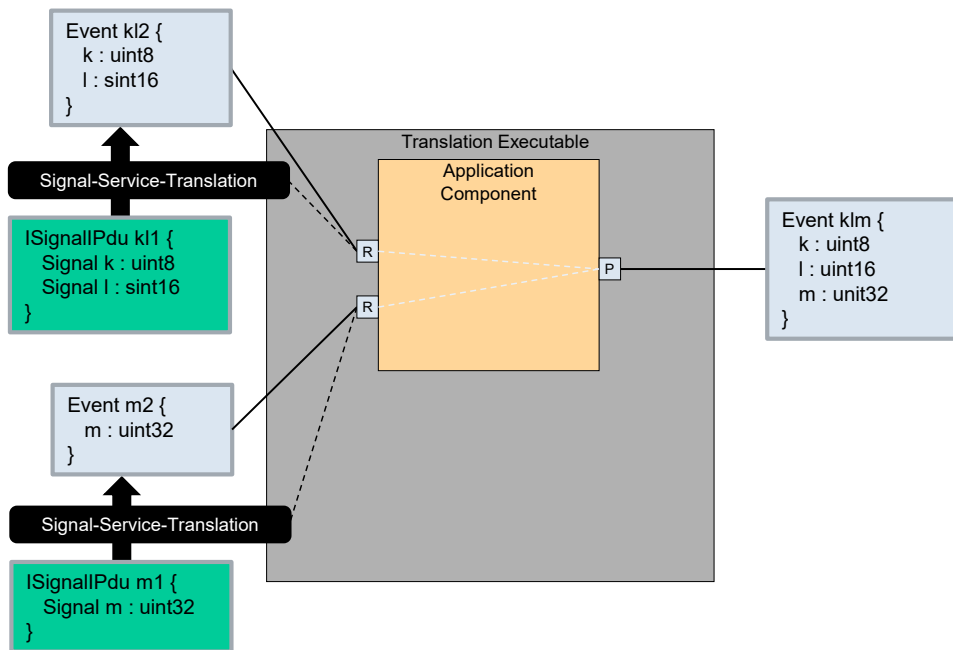 Event kl2 {
k : uint8
l : sint16
}
Signal-Service-Translation
ISignalIPdu kl1 {
Signal k : uint8
Signal l : sint16
}
Event m2 {
m : uint32
}
Signal-Service-Translation
ISignalIPdu m1 {
Signal m : uint32
}
Translation Executable
Application
Component
R
R
P
Event klm {
k : uint8
l : uint16
m : unit32
}